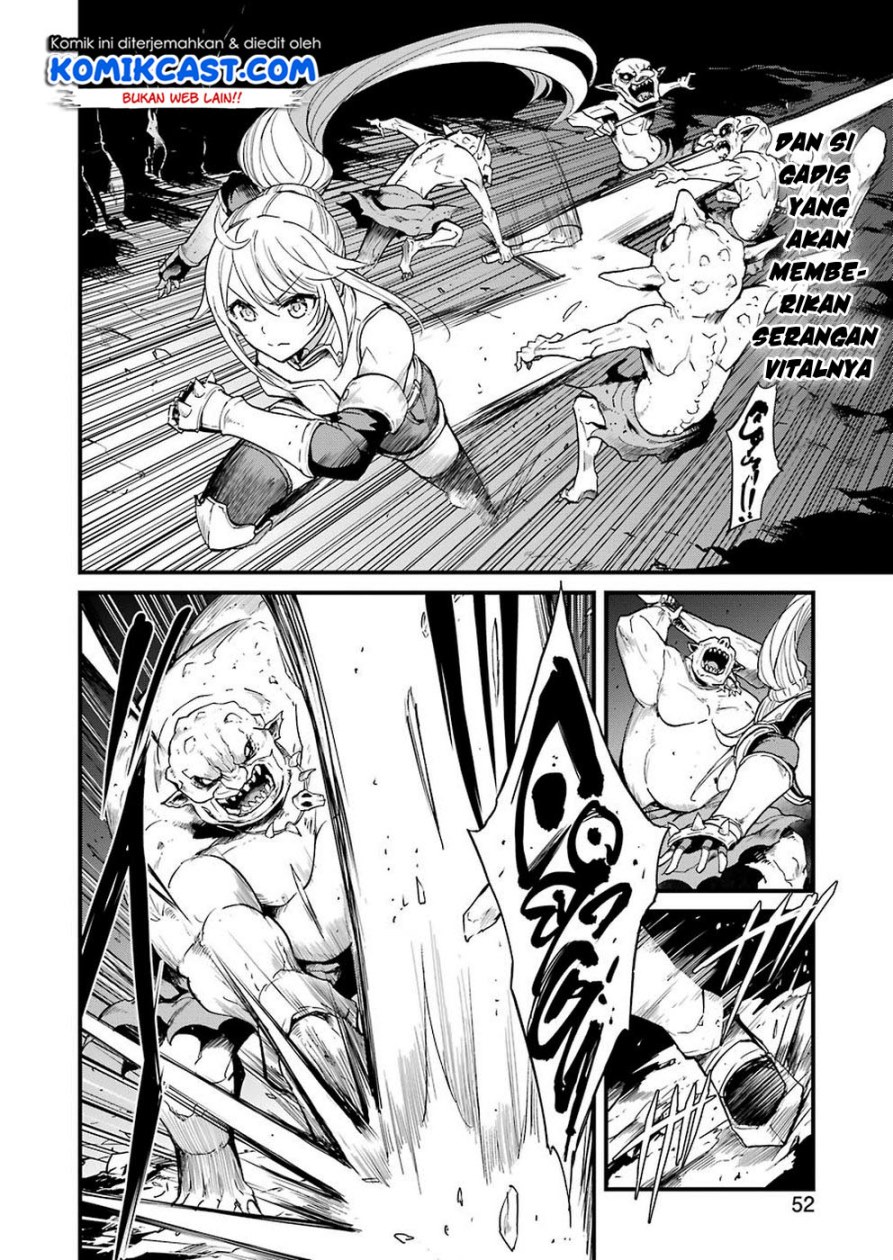 Komik ini diterjemahkan & diedit oleh
KOMIKCAST.COM
BUKAN WEB LAIN!!
DAN SI
GADIS
YANG
AKAN
MEMBE-
RIKAN
SERANGAN
VITALNYA
52